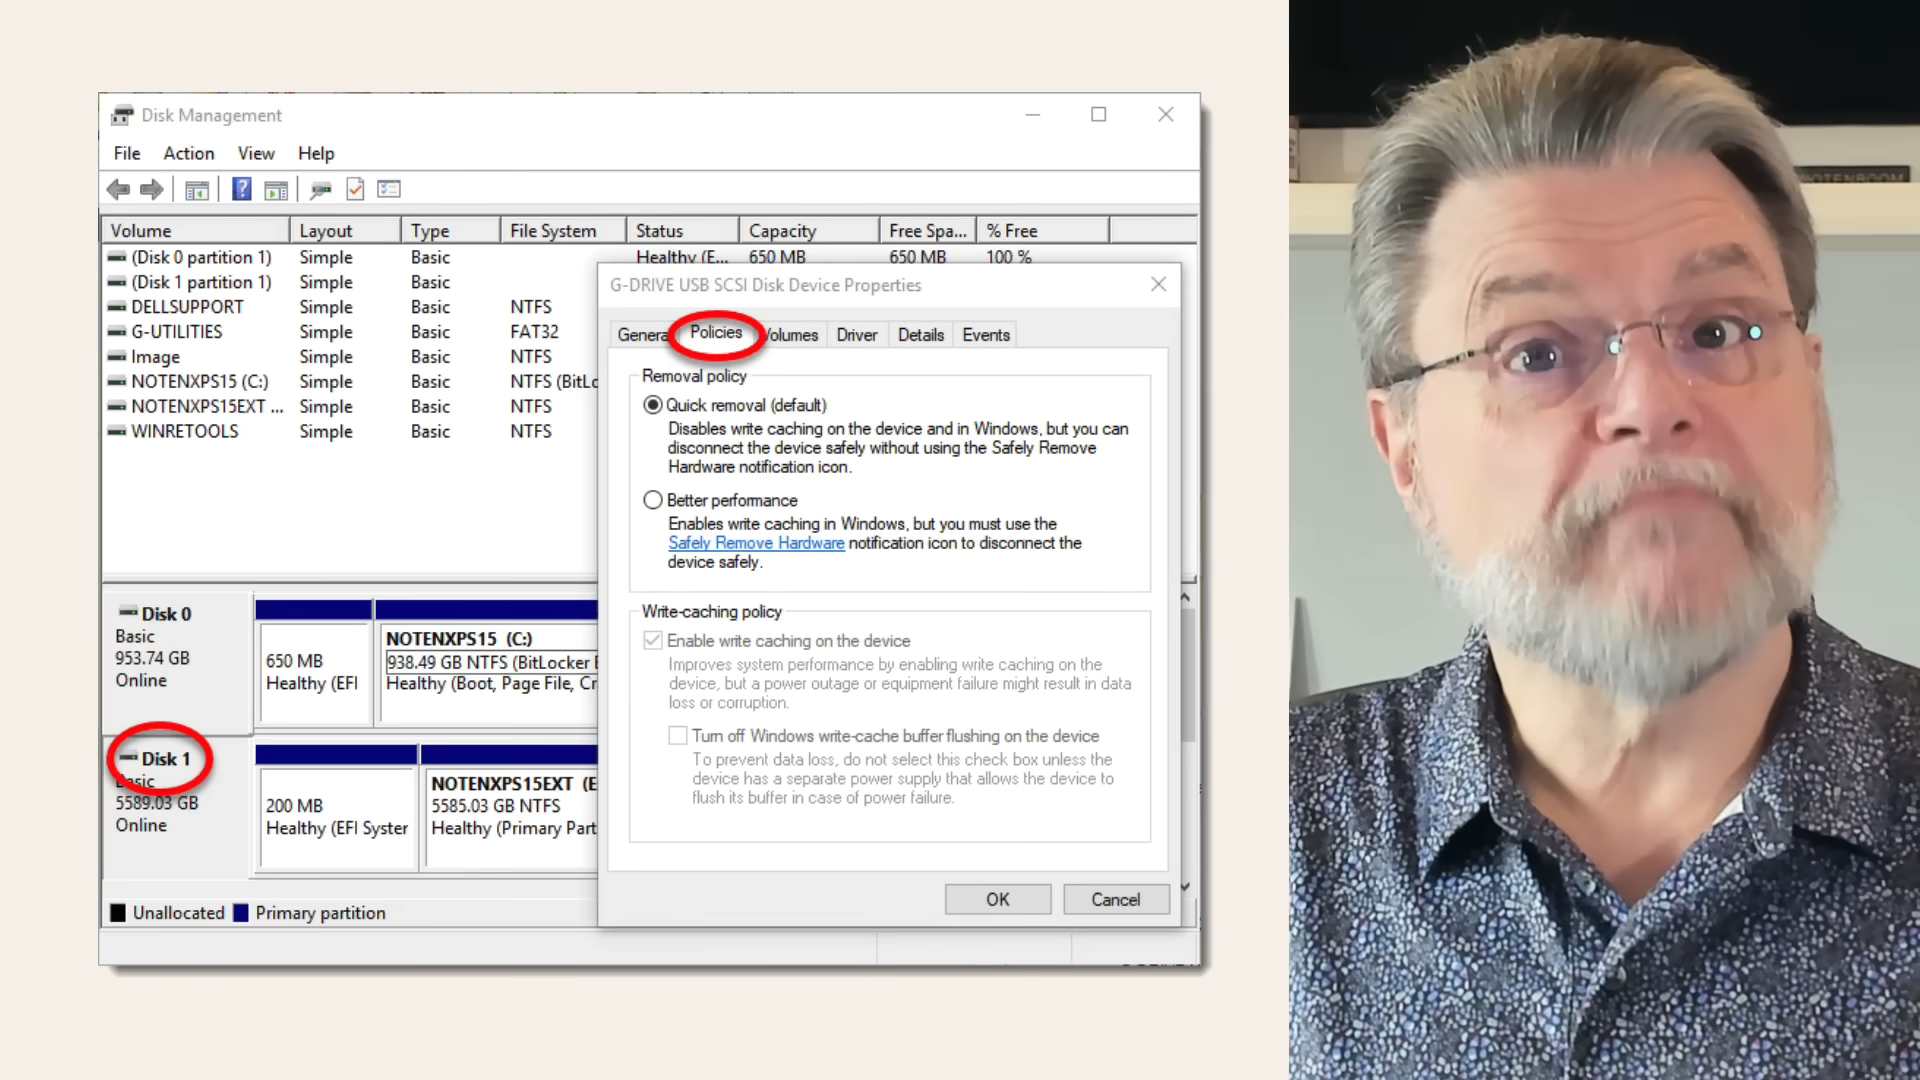 Disk Management
File Action View Help
Volume Layout Type File System Status Capacity Free Spa... % Free
(Disk 0 partition 1) Simple Basic Healthy (E... 650 MB 650 MB 100 %
(Disk 1 partition 1) Simple Basic
DELLSUPPORT Simple Basic NTFS
G-UTILITIES Simple Basic FAT32
Image Simple Basic NTFS
NOTENXPS15 (C:) Simple Basic NTFS (BitLo
NOTENXPS15EXT ... Simple Basic NTFS
WINRETOOLS Simple Basic NTFS
Disk 0
Basic
953.74 GB
Online
650 MB
Healthy (EFI
NOTENXPS15 (C:)
938.49 GB NTFS (BitLocker E
Healthy (Boot, Page File, Cr
Disk 1
Basic
5589.03 GB
Online
200 MB
Healthy (EFI Syster
NOTENXPS15EXT (E
5585.03 GB NTFS
Healthy (Primary Part
Unallocated Primary partition
G-DRIVE USB SCSI Disk Device Properties
Genera Policies olumes Driver Details Events
Removal policy
Quick removal (default)
Disables write caching on the device and in Windows, but you can
disconnect the device safely without using the Safely Remove
Hardware notification icon.
Better performance
Enables write caching in Windows, but you must use the
Safely Remove Hardware notification icon to disconnect the
device safely.
Write-caching policy
Enable write caching on the device
Improves system performance by enabling write caching on the
device, but a power outage or equipment failure might result in data
loss or corruption.
Turn off Windows write-cache buffer flushing on the device
To prevent data loss, do not select this check box unless the
device has a separate power supply that allows the device to
flush its buffer in case of power failure.
OK Cancel
NOTENBOOM